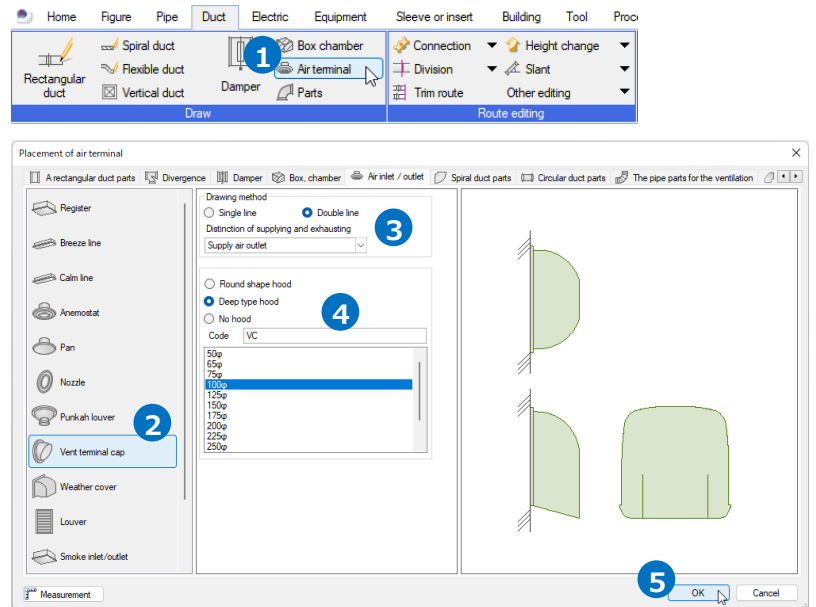 Home Figure Pipe Duct Electric Equipment Sleeve or insert Building Tool Proce
Spiral duct
Flexible duct
Vertical duct
Rectangular
duct
Damper
1
Box chamber
Air terminal
Parts
Draw
Connection Height change
Division Slant
Trim route Other editing
Route editing
Placement of air terminal
A rectangular duct parts Divergence Damper Box, chamber Air inlet / outlet Spiral duct parts Circular duct parts The pipe parts for the ventilation
Register
Breeze line
Calm line
Anemostat
Pan
Nozzle
Punkah louver
2
Vent terminal cap
Weather cover
Louver
Smoke inlet/outlet
Drawing method
Single line Double line
3
Distinction of supplying and exhausting
Supply air outlet
Round shape hood
Deep type hood
4
No hood
Code VC
50φ
65φ
75φ
100φ
125φ
150φ
175φ
200φ
225φ
250φ
5
Measurement
OK Cancel